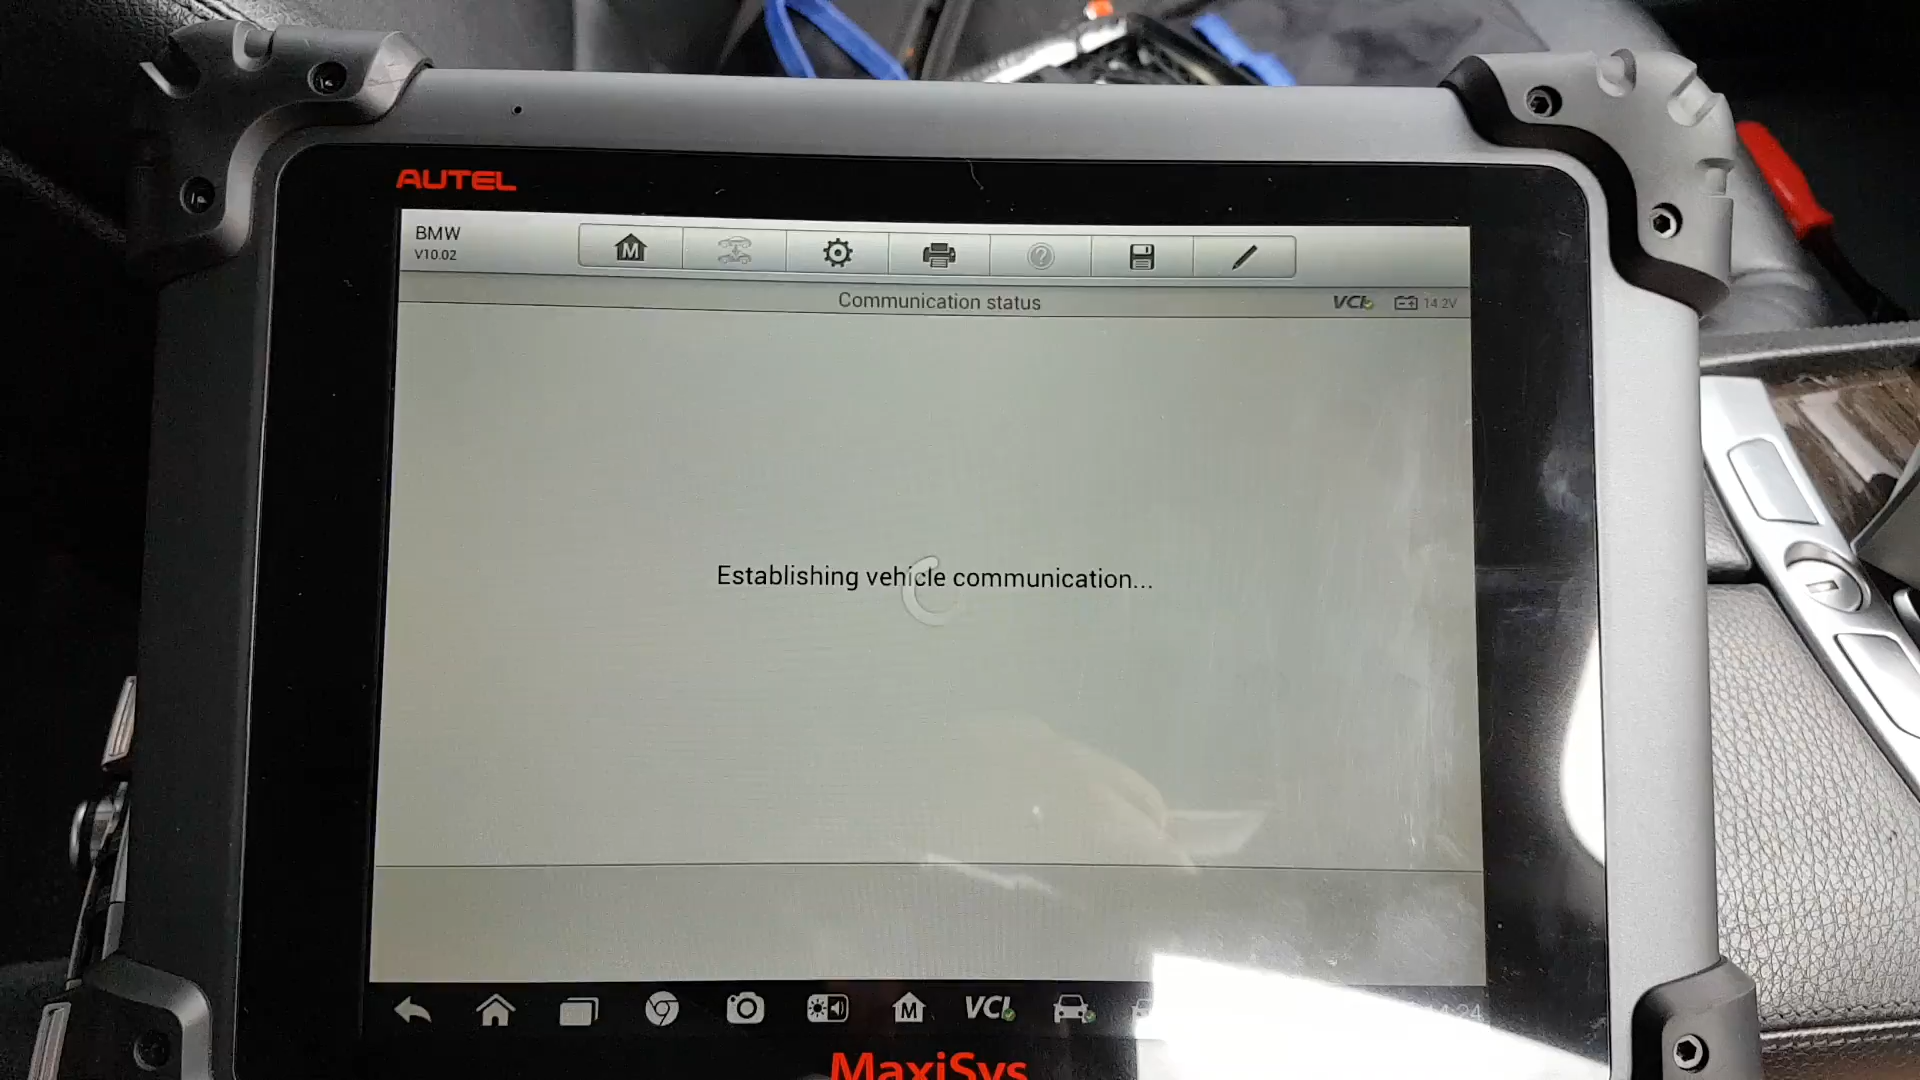 AUTEL
BMW
V10.02
M
Communication status
VCI
14.2V
Establishing vehicle communication...
M
VCI
MaxiSys